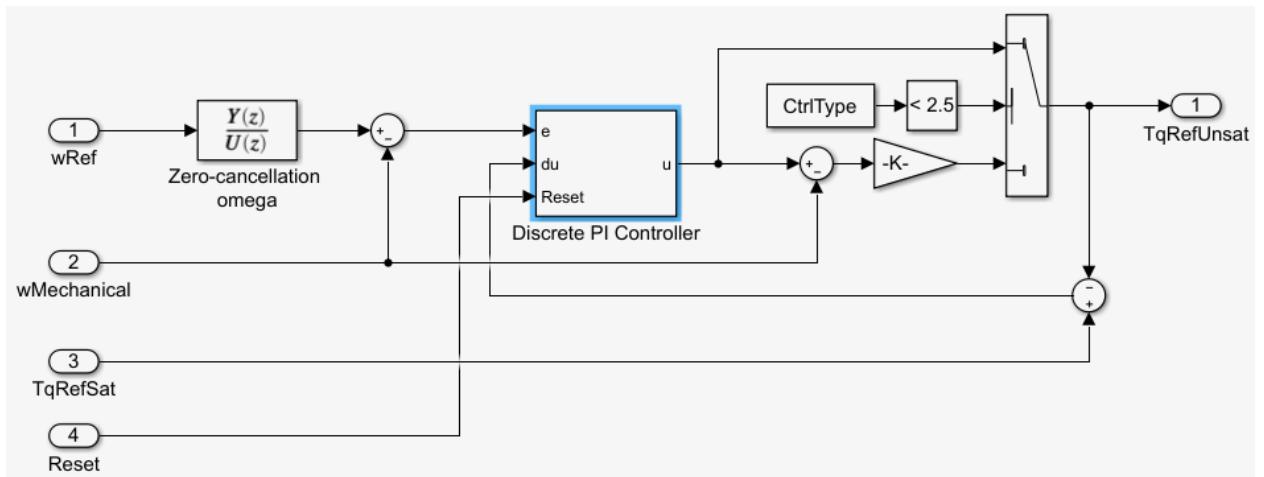 1
wRef
Y(z)
U(z)
Zero-cancellation
omega
+
−
e
du
Reset
u
Discrete PI Controller
CtrlType
< 2.5
+
−
-K-
1
TqRefUnsat
2
wMechanical
−
+
3
TqRefSat
4
Reset